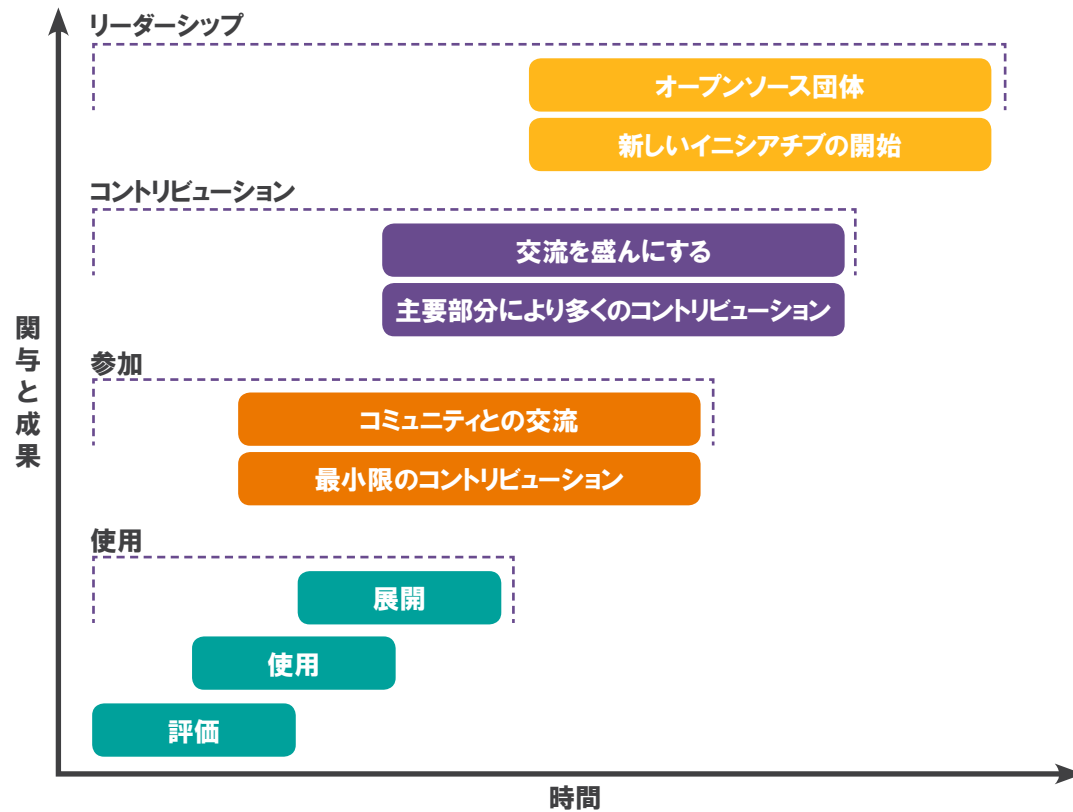 リーダーシップ
オープンソース団体
新しいイニシアチブの開始
コントリビューション
交流を盛んにする
主要部分により多くのコントリビューション
関与と成果
参加
コミュニティとの交流
最小限のコントリビューション
使用
展開
使用
評価
時間